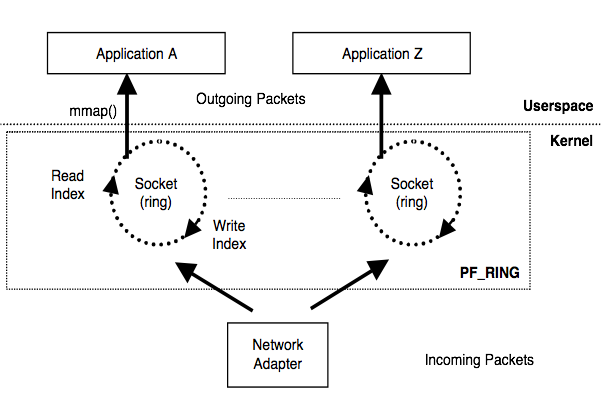 Application A
Application Z
mmap()
Outgoing Packets
Userspace
Kernel
Read
Index
Socket
(ring)
Write
Index
Socket
(ring)
PF_RING
Network
Adapter
Incoming Packets